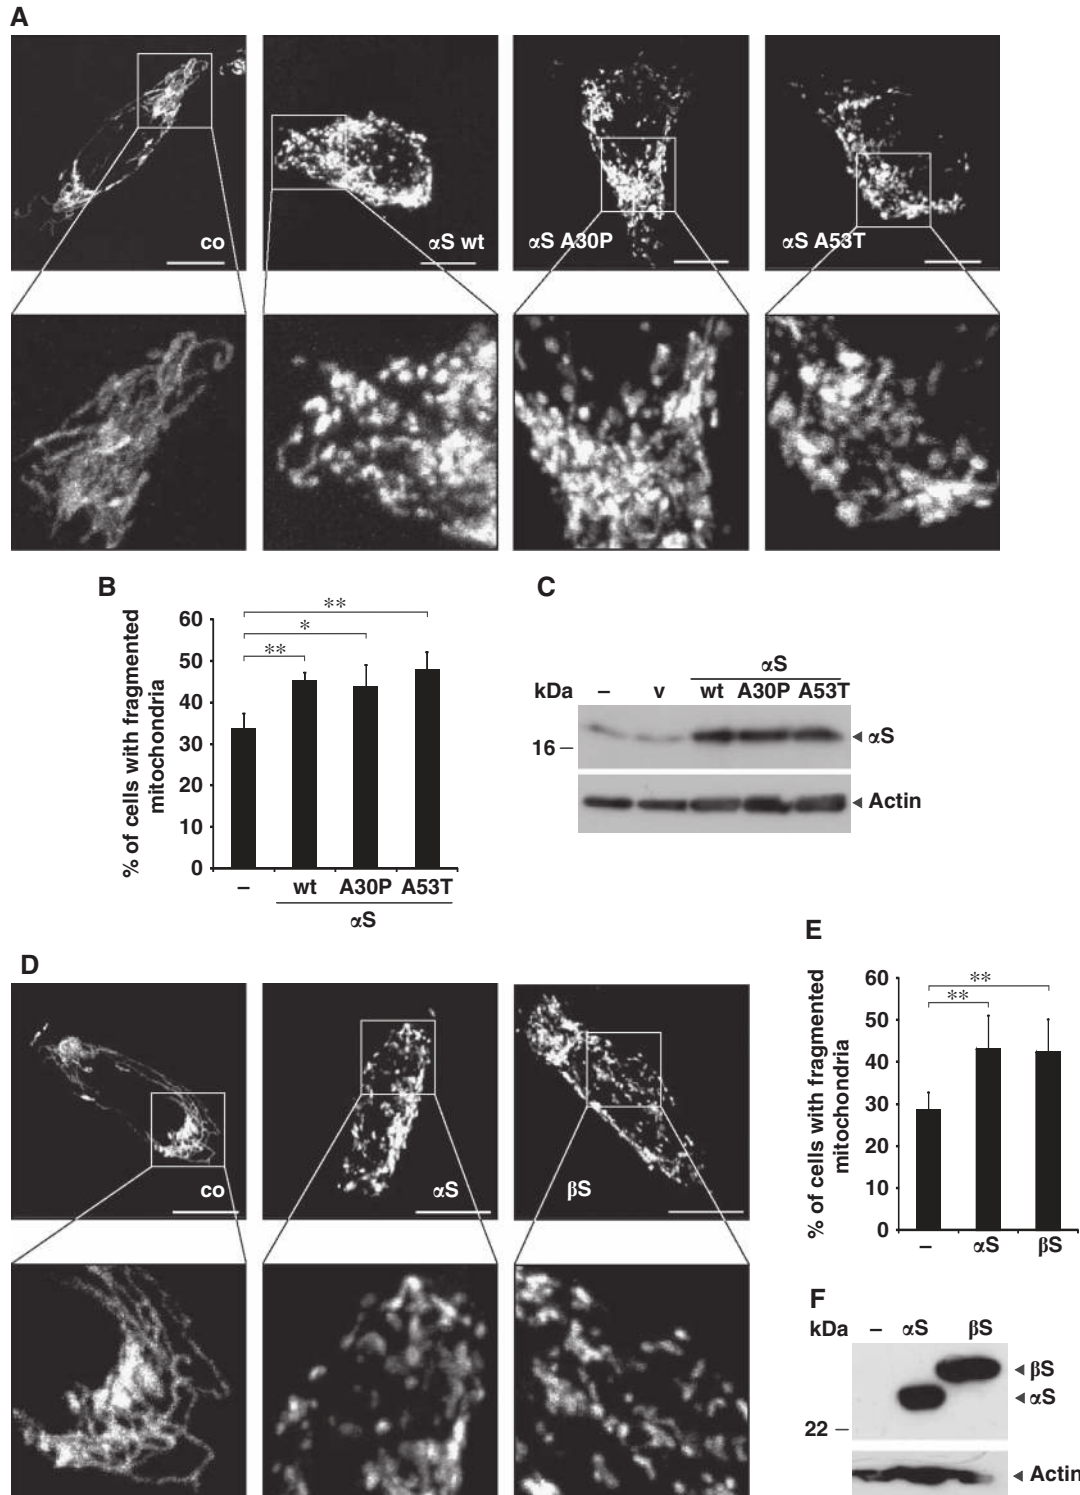 A
co
αS wt
αS A30P
αS A53T
B
% of cells with fragmented
mitochondria
60
50
40
30
20
10
0
**
*
**
– wt A30P A53T
αS
C
αS
kDa – v wt A30P A53T
16
αS
Actin
D
co
αS
βS
E
% of cells with fragmented
mitochondria
60
50
40
30
20
10
0
**
**
– αS βS
F
kDa – αS βS
βS
αS
22
Actin